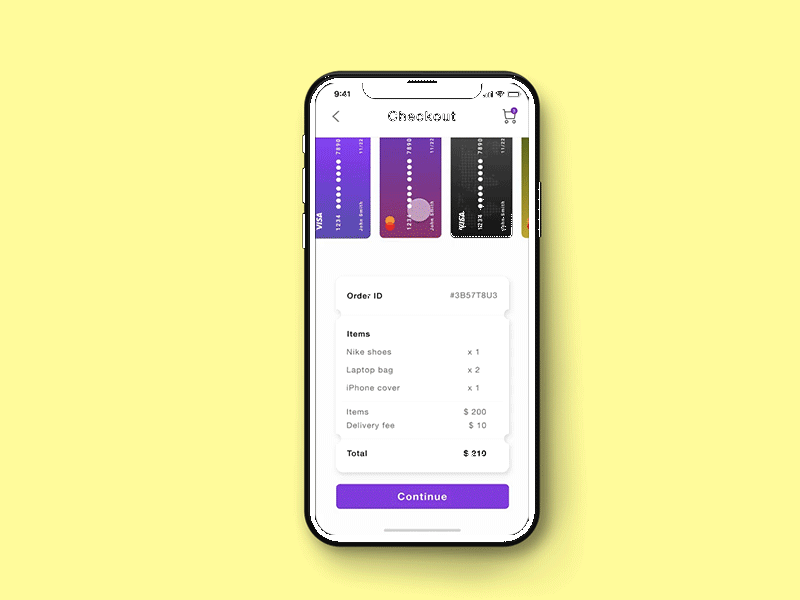 9:41
Checkout
7890
11/22
7890
11/22
7890
11/22
1234
John Smith
VISA
1234
John Smith
VISA
1234
John Smith
Order ID #3B57T8U3
Items
Nike shoes x 1
Laptop bag x 2
iPhone cover x 1
Items $ 200
Delivery fee $ 10
Total $ 210
Continue